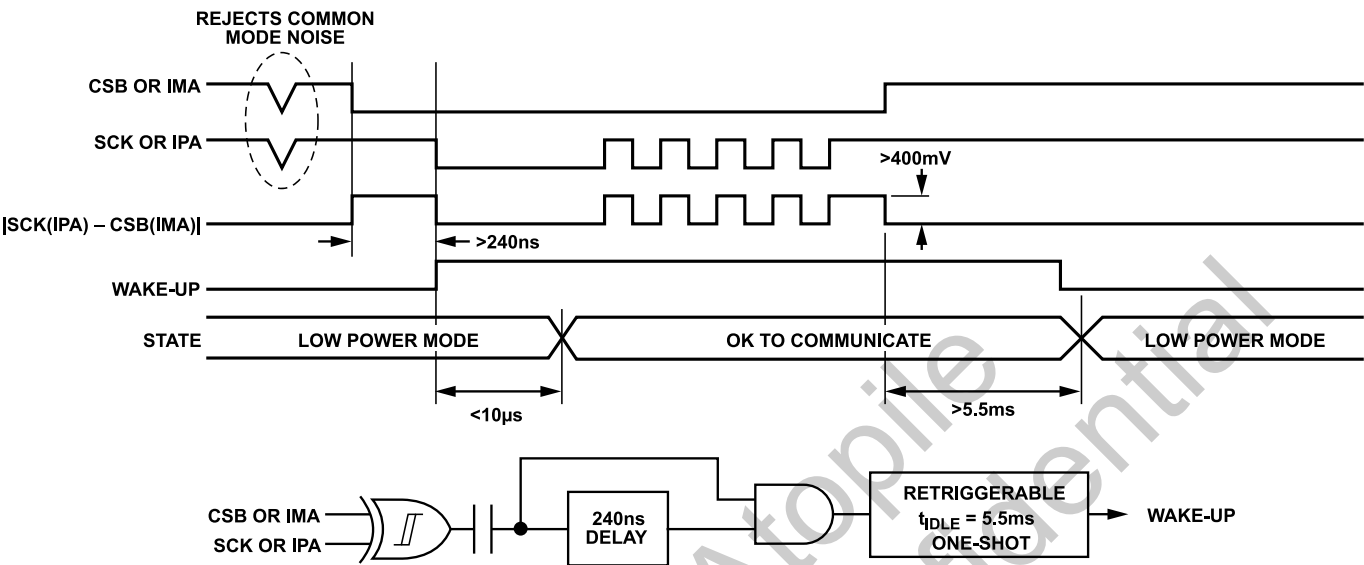 REJECTS COMMON
MODE NOISE
CSB OR IMA
SCK OR IPA
>400mV
|SCK(IPA) – CSB(IMA)|
>240ns
WAKE-UP
STATE
LOW POWER MODE
OK TO COMMUNICATE
LOW POWER MODE
<10µs
>5.5ms
CSB OR IMA
SCK OR IPA
240ns
DELAY
RETRIGGERABLE
tIDLE = 5.5ms
ONE-SHOT
WAKE-UP
Atopile